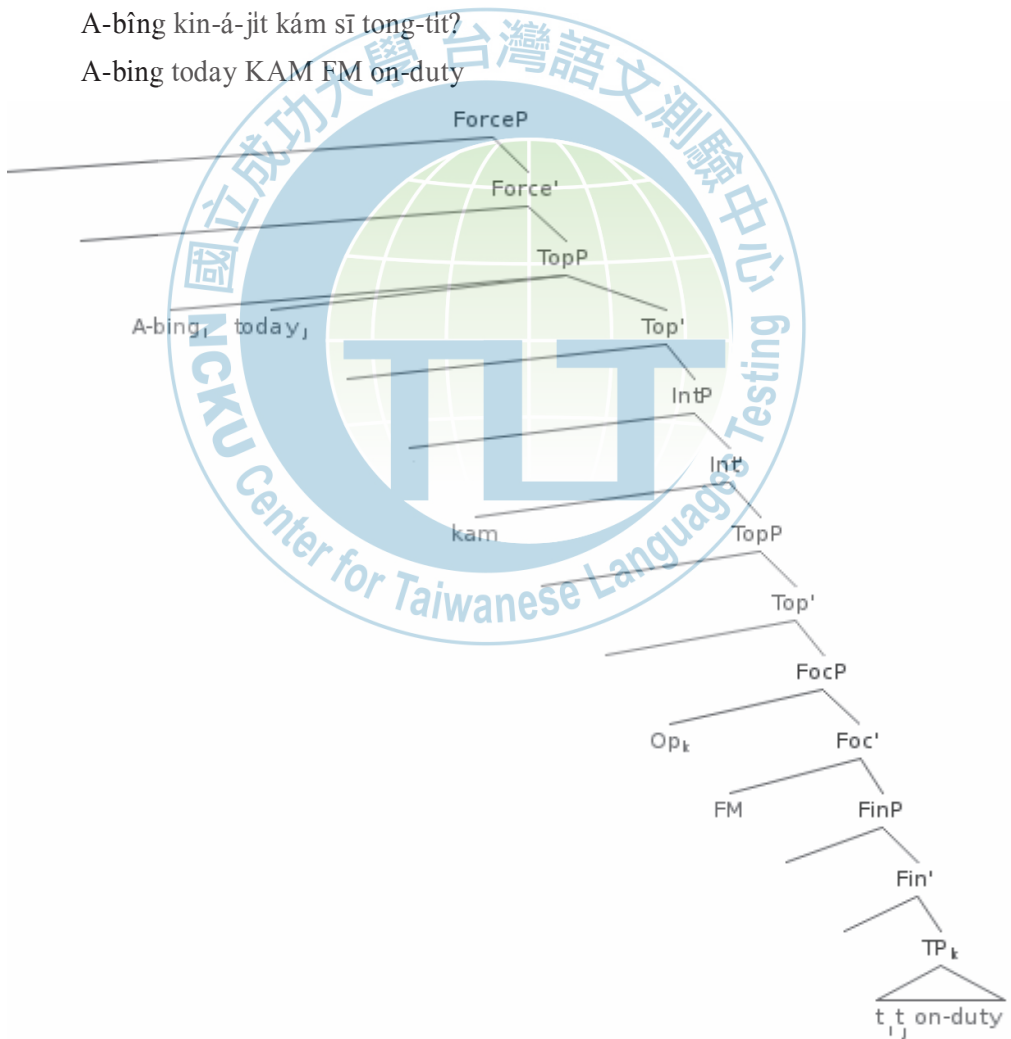 A-bîng kin-á-ji̍t kám sī tong-ti̍t?
A-bing today KAM FM on-duty
國立成功大學 台灣語文測驗中心
NCKU Center for Taiwanese Languages Testing
TLT
ForceP
Force'
TopP
A-bingᵢ todayⱼ Top'
IntP
Int'
kam TopP
Top'
FocP
Opₖ Foc'
FM FinP
Fin'
TPₖ
tᵢ tⱼ on-duty